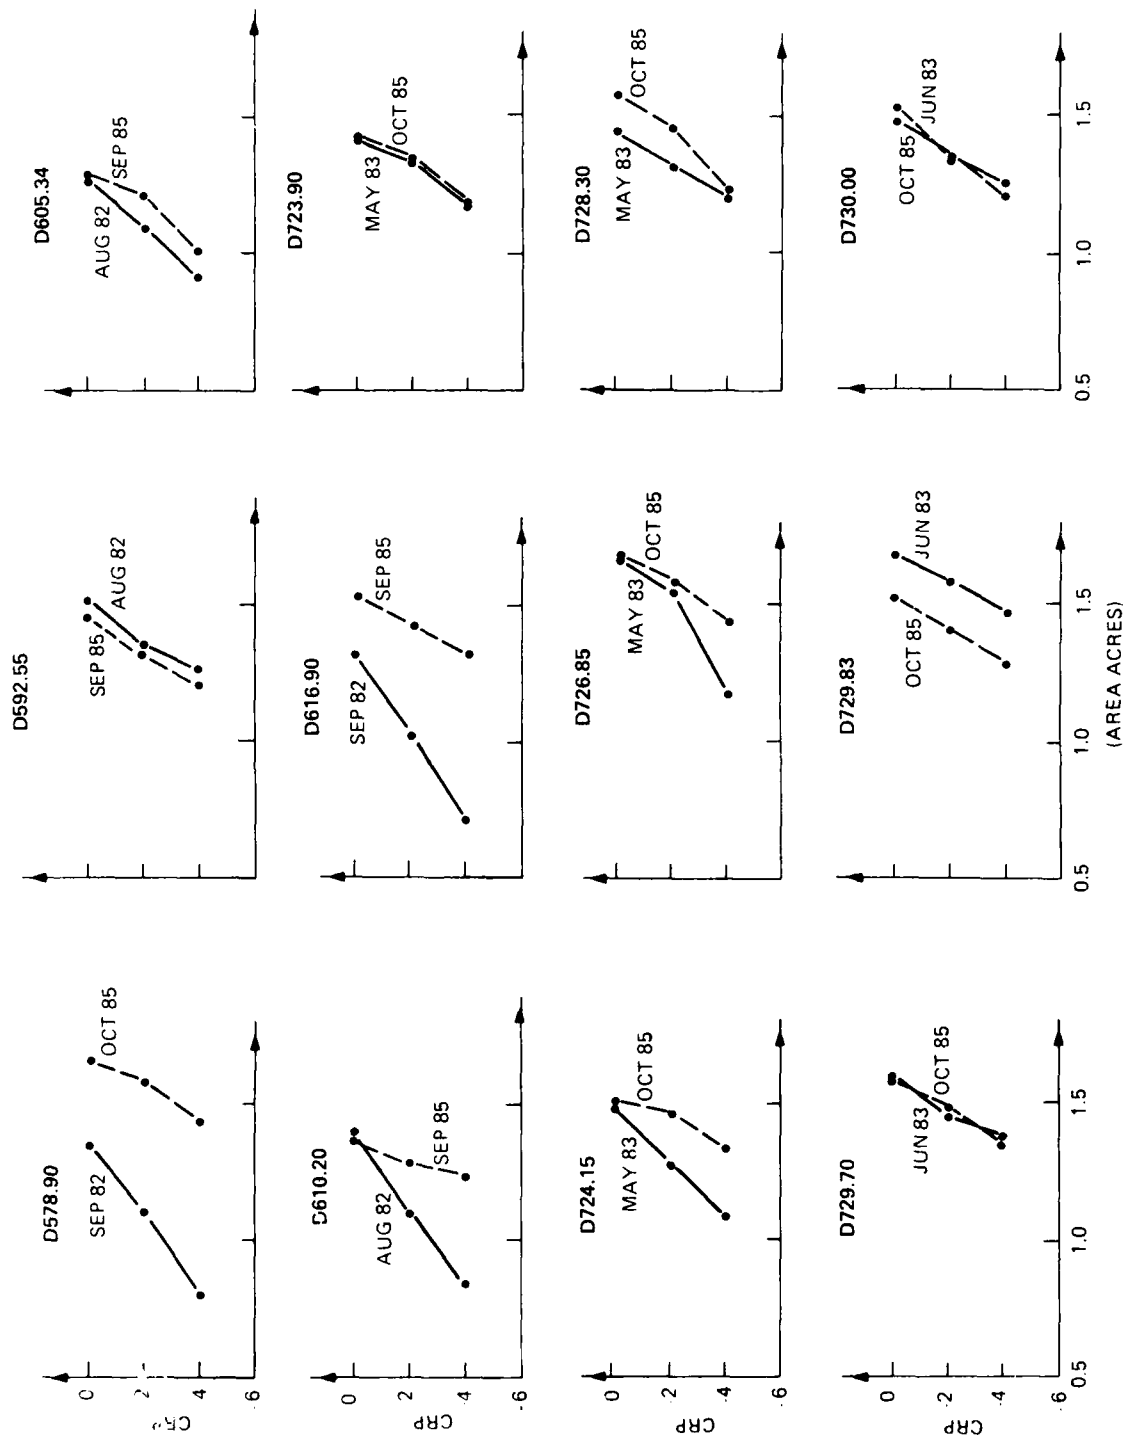 D578.90
SEP 82
OCT 85
D592.55
SEP 85
AUG 82
D605.34
AUG 82
SEP 85
0
2
4
-6
D610.20
AUG 82
SEP 85
D616.90
SEP 82
SEP 85
D723.90
MAY 83
OCT 85
CRP
0
-2
-4
-6
D724.15
MAY 83
OCT 85
D726.85
MAY 83
OCT 85
D728.30
MAY 83
OCT 85
CRP
0
-2
-4
-6
D729.70
JUN 83
OCT 85
D729.83
OCT 85
JUN 83
D730.00
OCT 85
JUN 83
CRP
0
-2
-4
-6
0.5
1.0
1.5
0.5
1.0
1.5
0.5
1.0
1.5
(AREA ACRES)